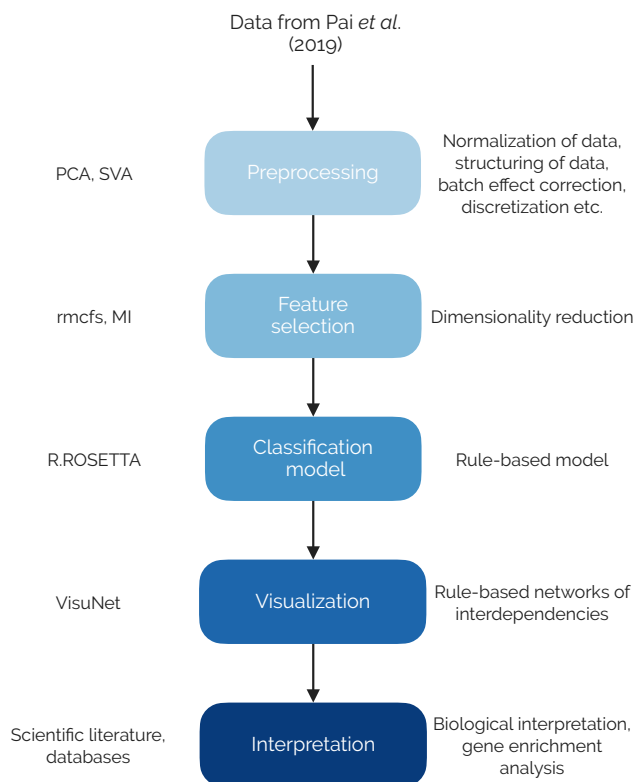 Data from Pai et al.
(2019)
PCA, SVA
Preprocessing
Normalization of data,
structuring of data,
batch effect correction,
discretization etc.
rmcfs, MI
Feature
selection
Dimensionality reduction
R.ROSETTA
Classification
model
Rule-based model
VisuNet
Visualization
Rule-based networks of
interdependencies
Scientific literature,
databases
Interpretation
Biological interpretation,
gene enrichment
analysis